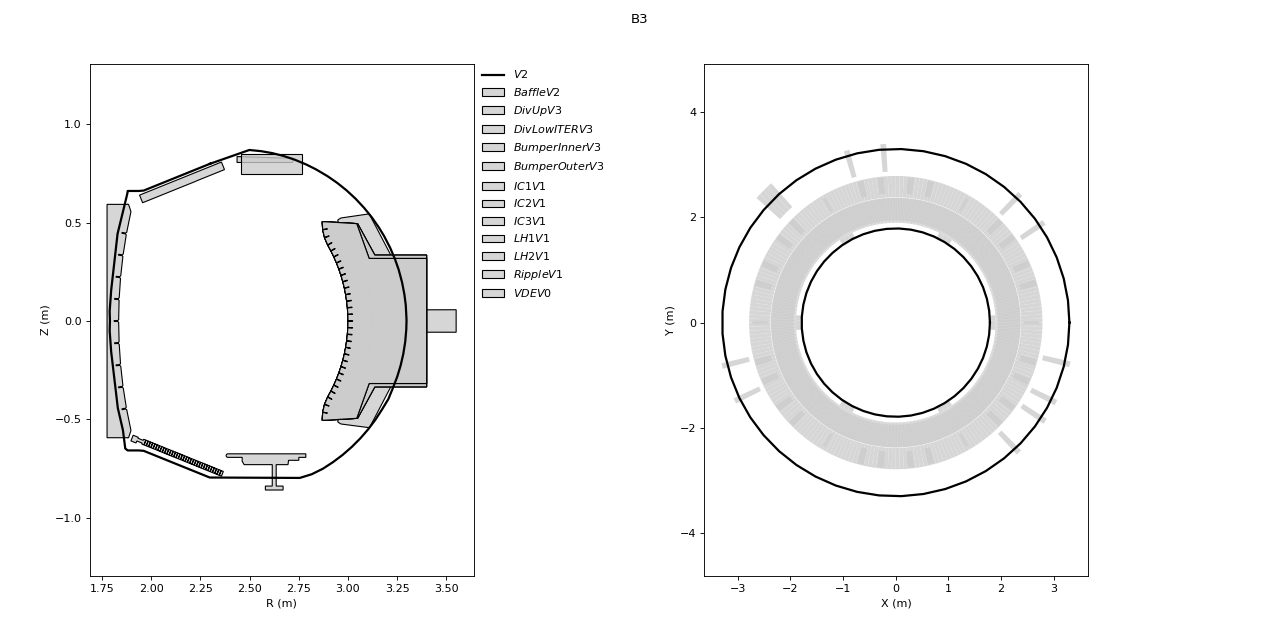 B3
1.0
0.5
0.0
−0.5
−1.0
Z (m)
1.75 2.00 2.25 2.50 2.75 3.00 3.25 3.50
R (m)
V2
BaffleV2
DivUpV3
DivLowITERV3
BumperInnerV3
BumperOuterV3
IC1V1
IC2V1
IC3V1
LH1V1
LH2V1
RippleV1
VDEV0
4
2
0
−2
−4
Y (m)
−3 −2 −1 0 1 2 3
X (m)